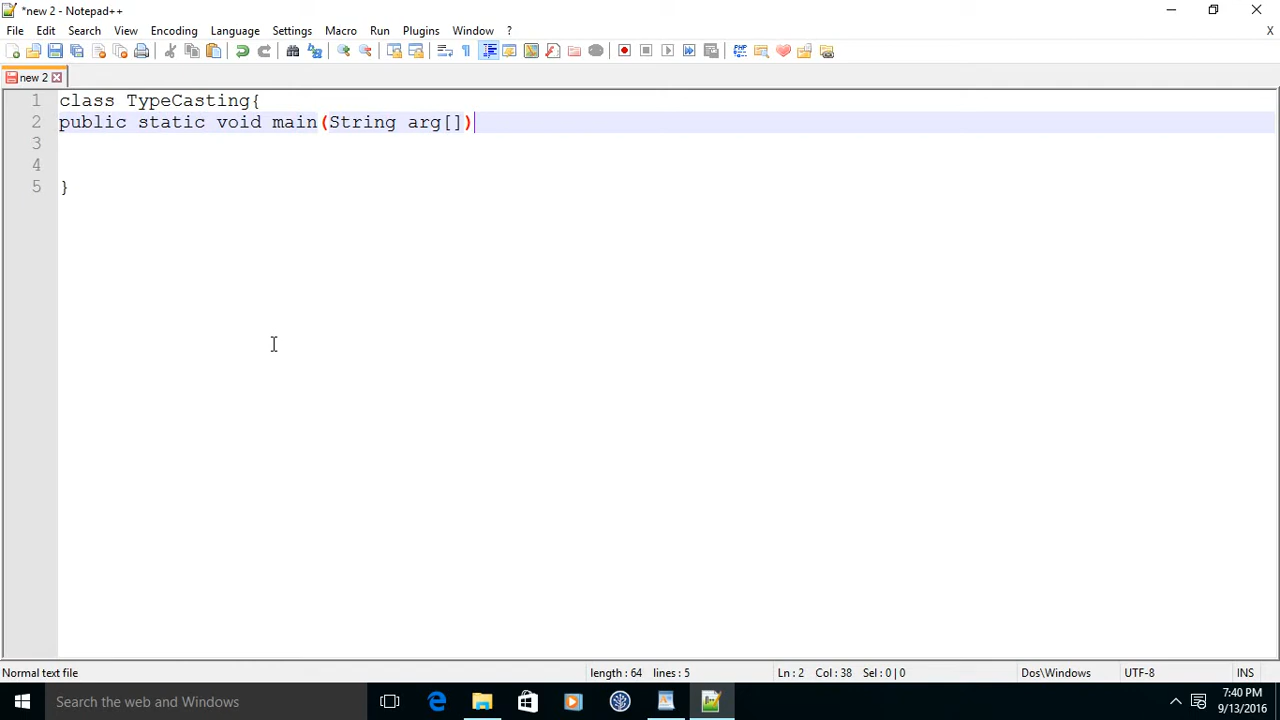 *new 2 - Notepad++
File Edit Search View Encoding Language Settings Macro Run Plugins Window ? X
new 2
1 class TypeCasting{
2 public static void main(String arg[])
3
4
5 }
Normal text file length : 64 lines : 5 Ln : 2 Col : 38 Sel : 0 | 0 Dos\Windows UTF-8 INS
Search the web and Windows
7:40 PM
9/13/2016